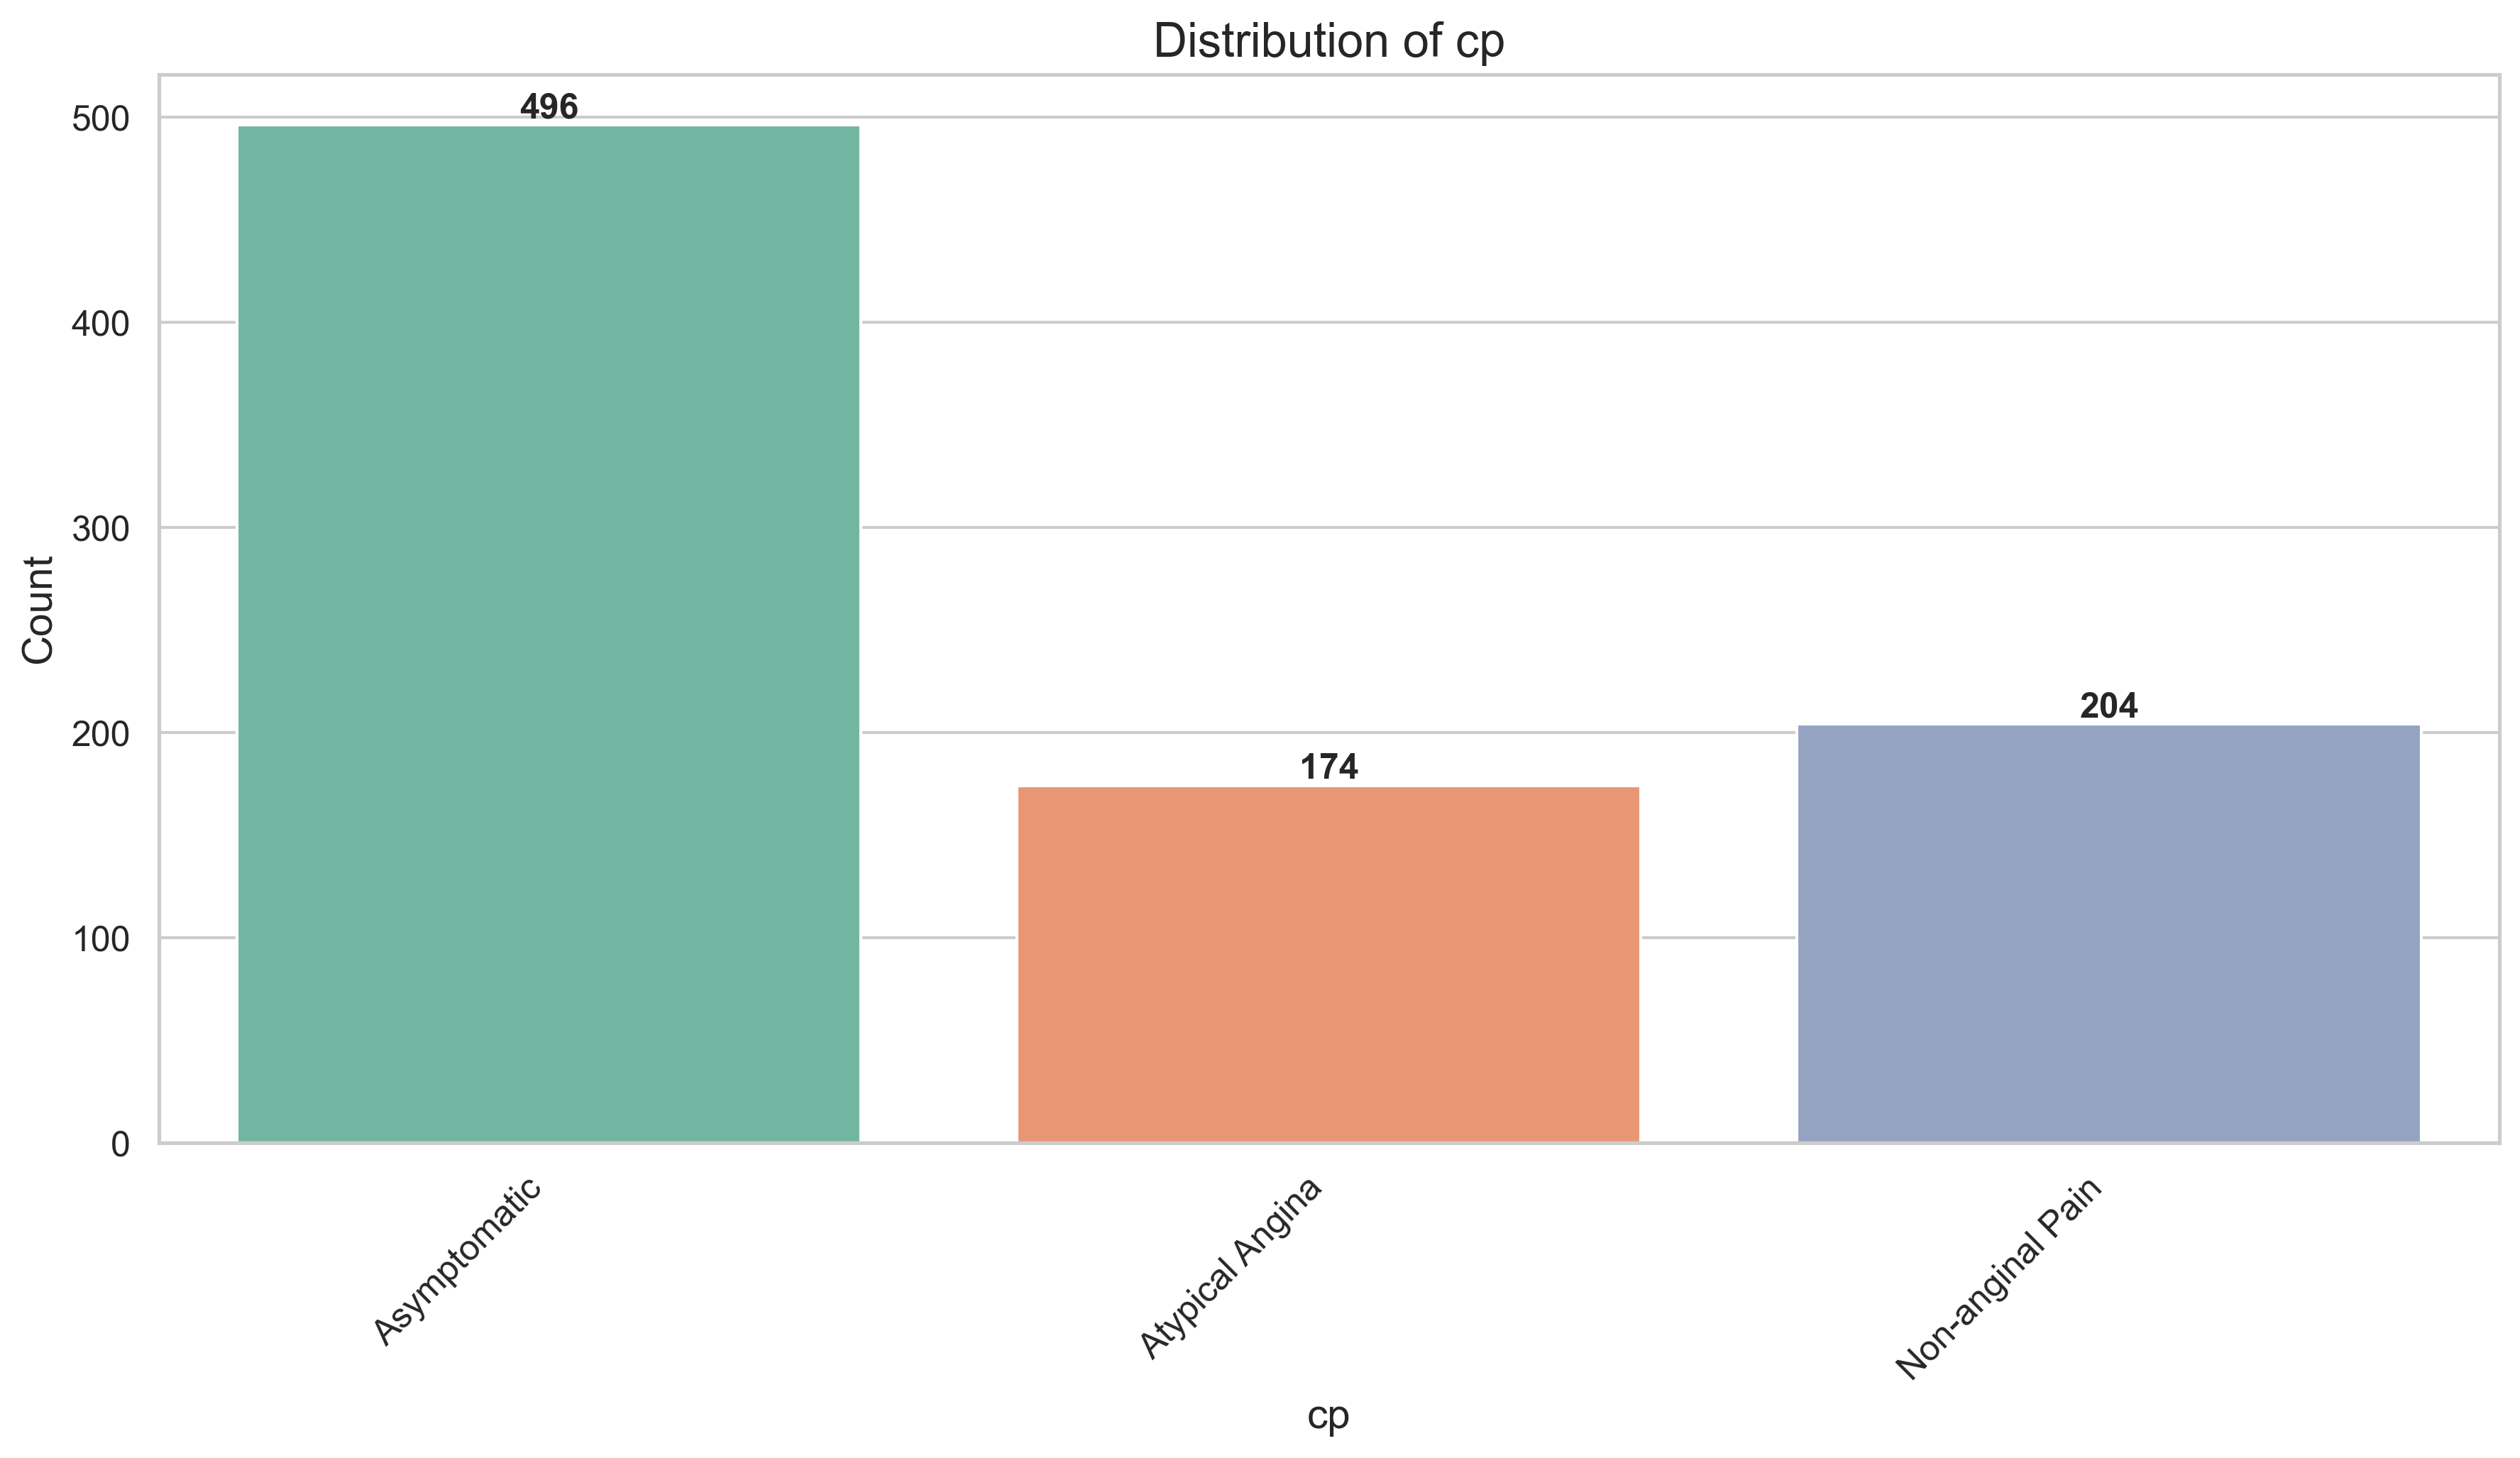 Distribution of cp
500
400
300
200
100
0
Count
496
174
204
Asymptomatic
Atypical Angina
Non-anginal Pain
cp